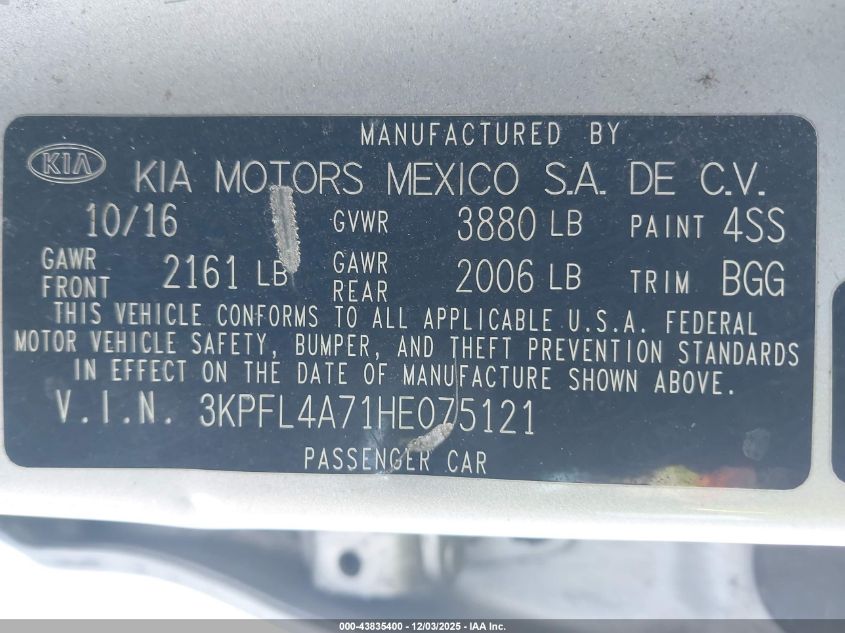 MANUFACTURED BY
KIA KIA MOTORS MEXICO S.A. DE C.V.
10/16 GVWR 3880 LB PAINT 4SS
GAWR FRONT 2161 LB GAWR REAR 2006 LB TRIM BGG
THIS VEHICLE CONFORMS TO ALL APPLICABLE U.S.A. FEDERAL
MOTOR VEHICLE SAFETY, BUMPER, AND THEFT PREVENTION STANDARDS
IN EFFECT ON THE DATE OF MANUFACTURE SHOWN ABOVE.
V.I.N. 3KPFL4A71HE075121
PASSENGER CAR
000-43835400 - 12/03/2025 - IAA Inc.